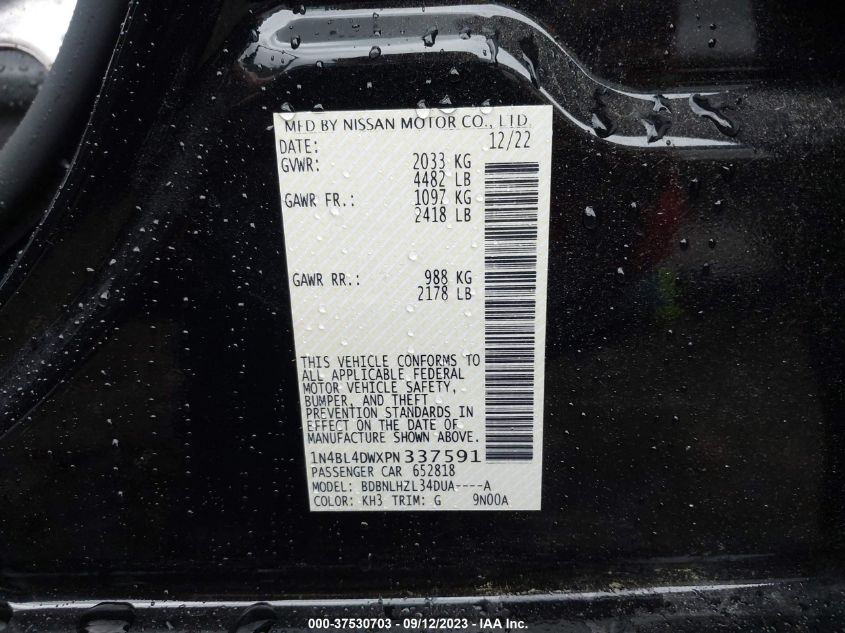 MFD BY NISSAN MOTOR CO., LTD.
DATE: 12/22
GVWR: 2033 KG
4482 LB
GAWR FR.: 1097 KG
2418 LB
GAWR RR.: 988 KG
2178 LB
THIS VEHICLE CONFORMS TO
ALL APPLICABLE FEDERAL
MOTOR VEHICLE SAFETY,
BUMPER, AND THEFT
PREVENTION STANDARDS IN
EFFECT ON THE DATE OF
MANUFACTURE SHOWN ABOVE.
1N4BL4DWXPN337591
PASSENGER CAR 652818
MODEL: BDBNLHZL34DUA----A
COLOR: KH3 TRIM: G 9N00A
000-37530703 - 09/12/2023 - IAA Inc.